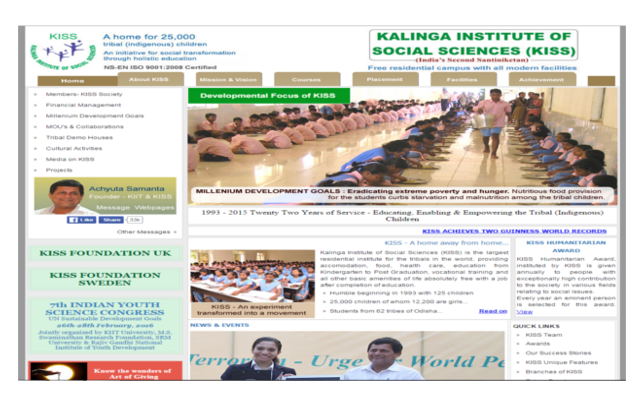 KISS
KALINGA INSTITUTE OF SOCIAL SCIENCES
A home for 25,000
tribal (indigenous) children
An initiative for social transformation
through holistic education
NS-EN ISO 9001:2008 Certified
KALINGA INSTITUTE OF
SOCIAL SCIENCES (KISS)
(India's Second Santiniketan)
Free residential campus with all modern facilities
Home
About KISS
Mission & Vision
Courses
Placement
Facilities
Achievement
» Members- KISS Society
» Financial Management
» Millenium Development Goals
» MOU's & Collaborations
» Tribal Demo Houses
» Cultural Activities
» Media on KISS
» Projects
Achyuta Samanta
Founder - KIIT & KISS
Message Webpages
Like Share 33k
Other Messages »
KISS FOUNDATION UK
KISS FOUNDATION
SWEDEN
7th INDIAN YOUTH
SCIENCE CONGRESS
UN Sustainable Development Goals
26th-28th February, 2016
Jointly organized by KIIT University, M.S.
Swaminathan Research Foundation, SRM
University & Rajiv Gandhi National
Institute of Youth Development
Know the wonders of
Art of Giving
Developmental Focus of KISS
MILLENIUM DEVELOPMENT GOALS : Eradicating extreme poverty and hunger. Nutritious food provision
for the students curbs starvation and malnutrition among the tribal children.
1993 - 2015 Twenty Two Years of Service - Educating, Enabling & Empowering the Tribal (Indigenous)
Children
KISS ACHIEVES TWO GUINNESS WORLD RECORDS
KISS - An experiment
transformed into a movement
KISS - A home away from home...
Kalinga Institute of Social Sciences (KISS) is the largest
residential institute for the tribals in the world, providing
accomodation, food, health care, education from
Kindergarten to Post Graduation, vocational training and
all other basic amenities of life absolutely free with a job
after completion of education.
» Humble beginning in 1993 with 125 children
» 25,000 children of whom 12,200 are girls...
» Students from 62 tribes of Odisha...
Read on
KISS HUMANITARIAN
AWARD
KISS Humanitarian Award,
instituted by KISS is given
annually to people with
exceptionally high contribution
to the society in various fields
relating to social issues.
Every year an eminent person
is selected for this award.
View
NEWS & EVENTS
Urge
World Pe
QUICK LINKS
» KISS Team
» Awards
» Our Success Stories
» KISS Unique Features
» Branches of KISS